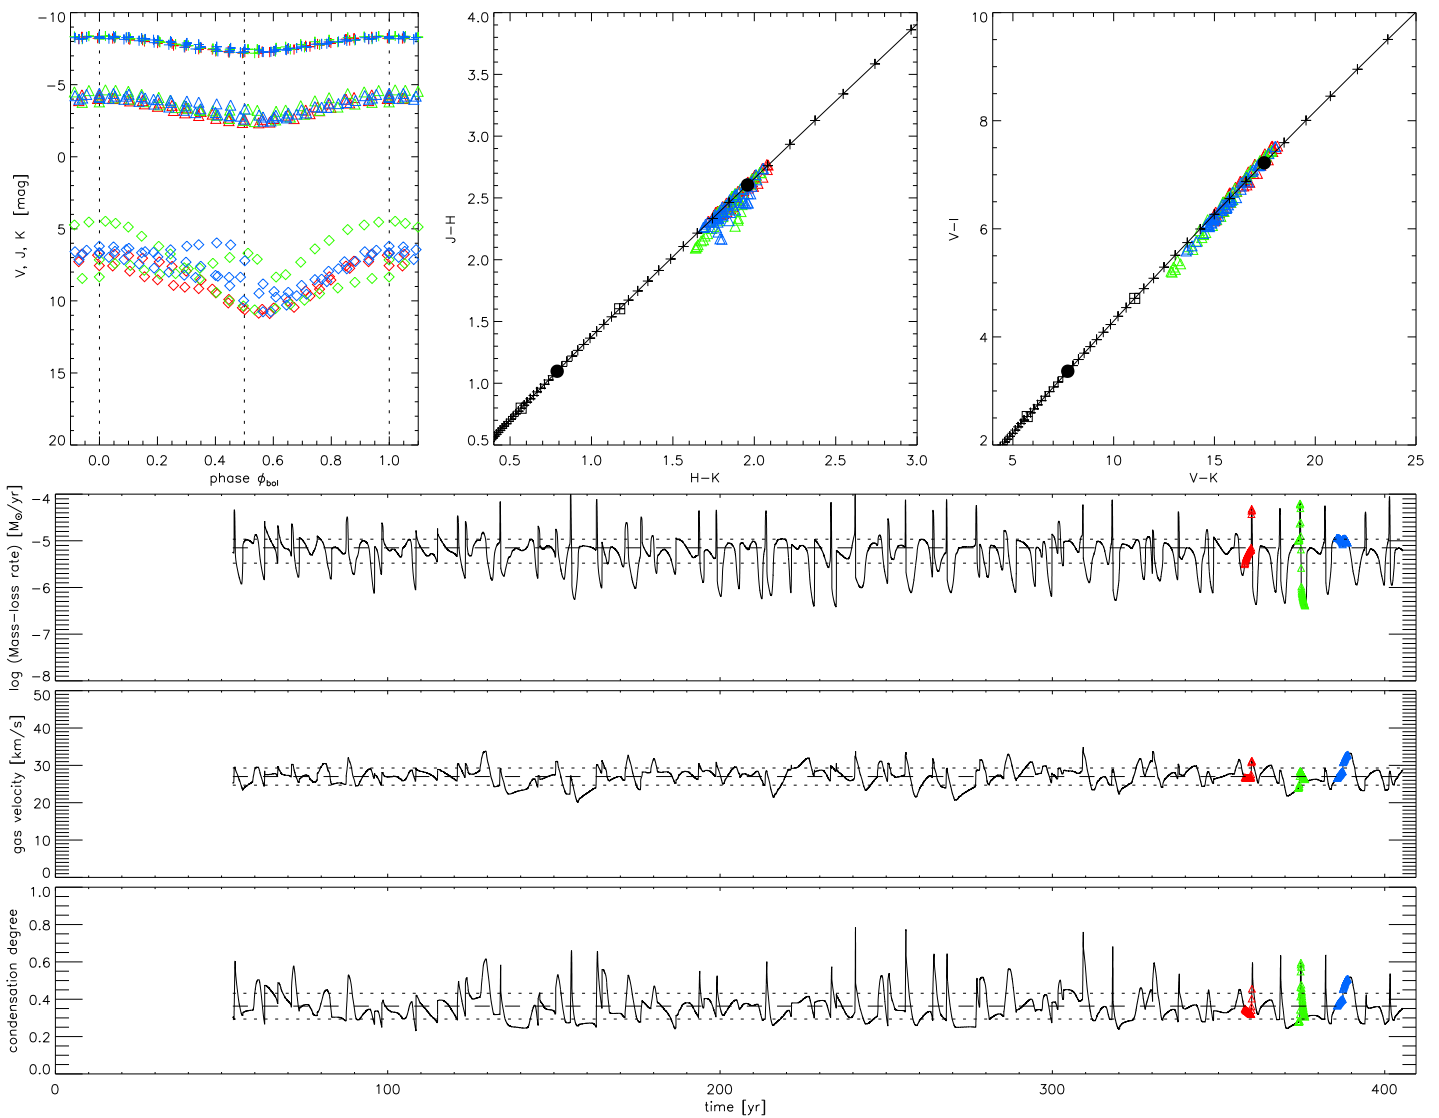 −10
−5
0
5
10
15
20
V, J, K [mag]
0.0 0.2 0.4 0.6 0.8 1.0
phase ϕbol
4.0
3.5
3.0
2.5
2.0
1.5
1.0
0.5
J−H
0.5 1.0 1.5 2.0 2.5 3.0
H−K
10
8
6
4
2
V−I
5 10 15 20 25
V−K
−4
−5
−6
−7
−8
log (Mass−loss rate) [M⊙/yr]
50
40
30
20
10
0
gas velocity [km/s]
1.0
0.8
0.6
0.4
0.2
0.0
condensation degree
0 100 200 300 400
time [yr]